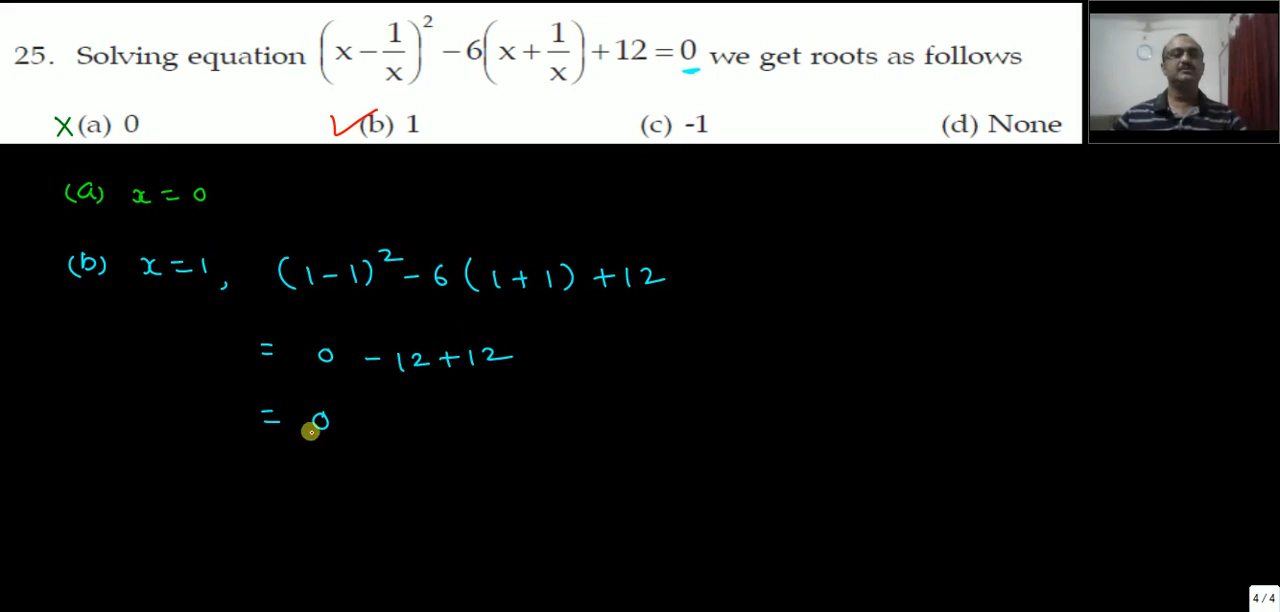 25. Solving equation (x − 1/x)² − 6(x + 1/x) + 12 = 0 we get roots as follows
X (a) 0 ✓(b) 1 (c) -1 (d) None
(a) x = 0
(b) x = 1, (1 − 1)² − 6 (1 + 1) + 12
= 0 − 12 + 12
= 0
4 / 4